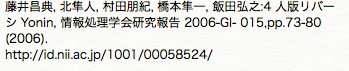 藤井昌典, 北隼人, 村田朋紀, 橋本隼一, 飯田弘之:4 人版リバー
シ Yonin, 情報処理学会研究報告 2006-GI- 015,pp.73-80
(2006).
http://id.nii.ac.jp/1001/00058524/